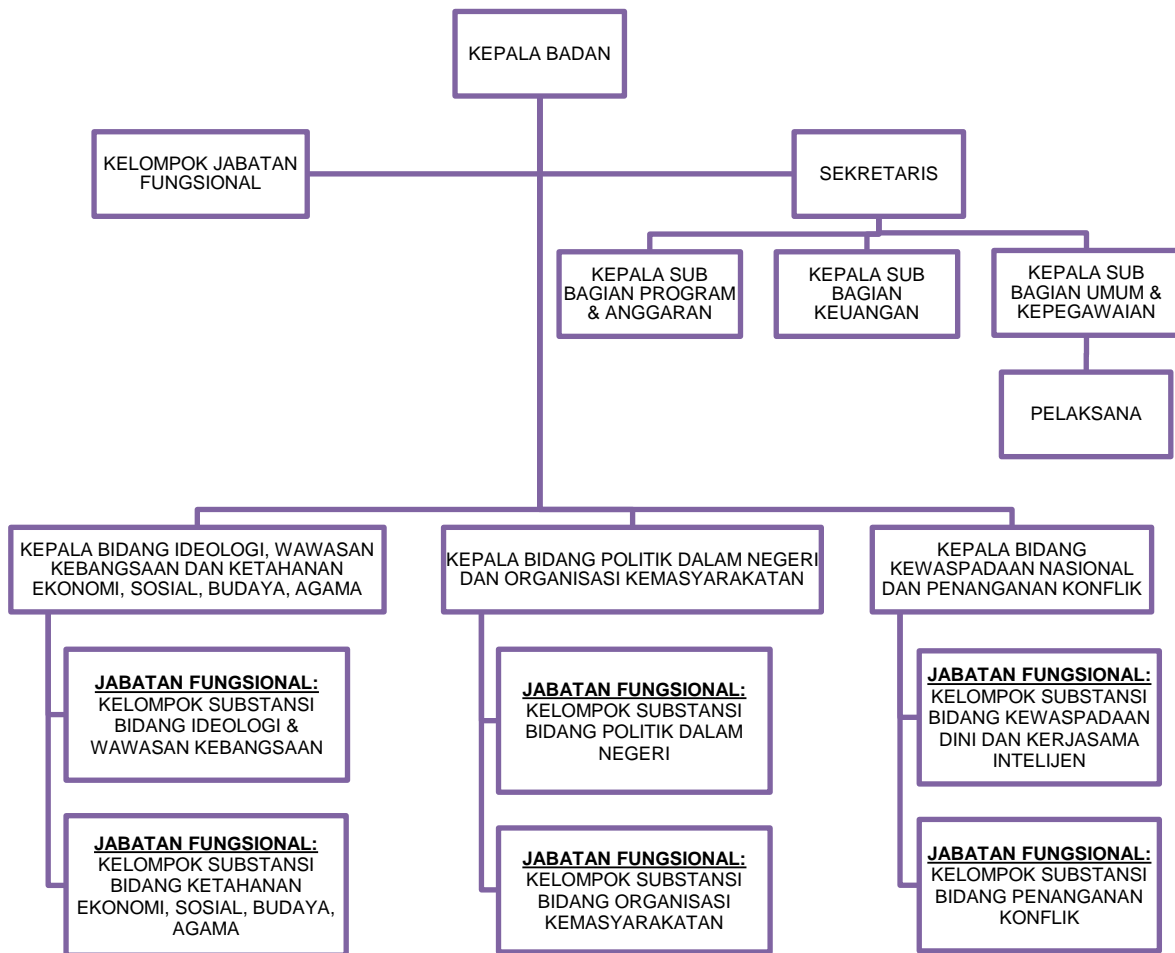 KEPALA BADAN
KELOMPOK JABATAN
FUNGSIONAL
SEKRETARIS
KEPALA SUB
BAGIAN PROGRAM
& ANGGARAN
KEPALA SUB
BAGIAN
KEUANGAN
KEPALA SUB
BAGIAN UMUM &
KEPEGAWAIAN
PELAKSANA
KEPALA BIDANG IDEOLOGI, WAWASAN
KEBANGSAAN DAN KETAHANAN
EKONOMI, SOSIAL, BUDAYA, AGAMA
KEPALA BIDANG POLITIK DALAM NEGERI
DAN ORGANISASI KEMASYARAKATAN
KEPALA BIDANG
KEWASPADAAN NASIONAL
DAN PENANGANAN KONFLIK
JABATAN FUNGSIONAL:
KELOMPOK SUBSTANSI
BIDANG IDEOLOGI &
WAWASAN KEBANGSAAN
JABATAN FUNGSIONAL:
KELOMPOK SUBSTANSI
BIDANG POLITIK DALAM
NEGERI
JABATAN FUNGSIONAL:
KELOMPOK SUBSTANSI
BIDANG KEWASPADAAN
DINI DAN KERJASAMA
INTELIJEN
JABATAN FUNGSIONAL:
KELOMPOK SUBSTANSI
BIDANG KETAHANAN
EKONOMI, SOSIAL, BUDAYA,
AGAMA
JABATAN FUNGSIONAL:
KELOMPOK SUBSTANSI
BIDANG ORGANISASI
KEMASYARAKATAN
JABATAN FUNGSIONAL:
KELOMPOK SUBSTANSI
BIDANG PENANGANAN
KONFLIK